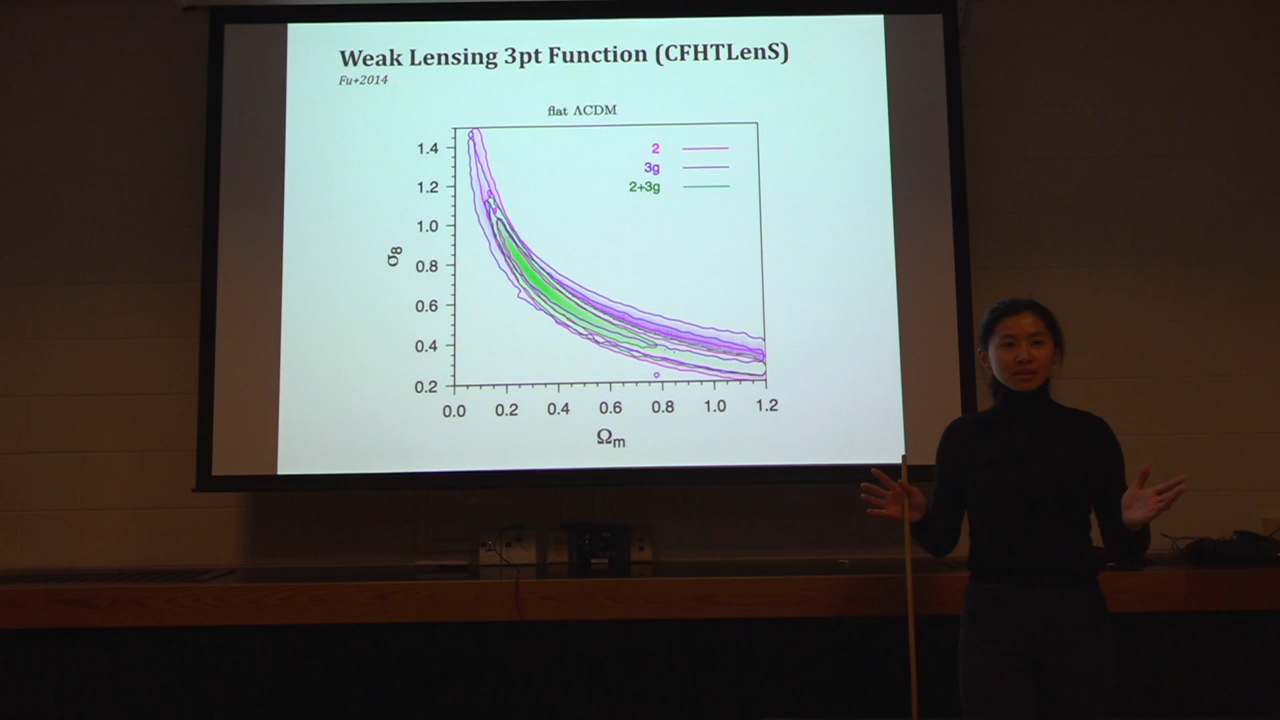 Weak Lensing 3pt Function (CFHTLenS)
Fu+2014
flat ΛCDM
2
3g
2+3g
1.4
1.2
1.0
0.8
0.6
0.4
0.2
σ8
0.0 0.2 0.4 0.6 0.8 1.0 1.2
Ωm